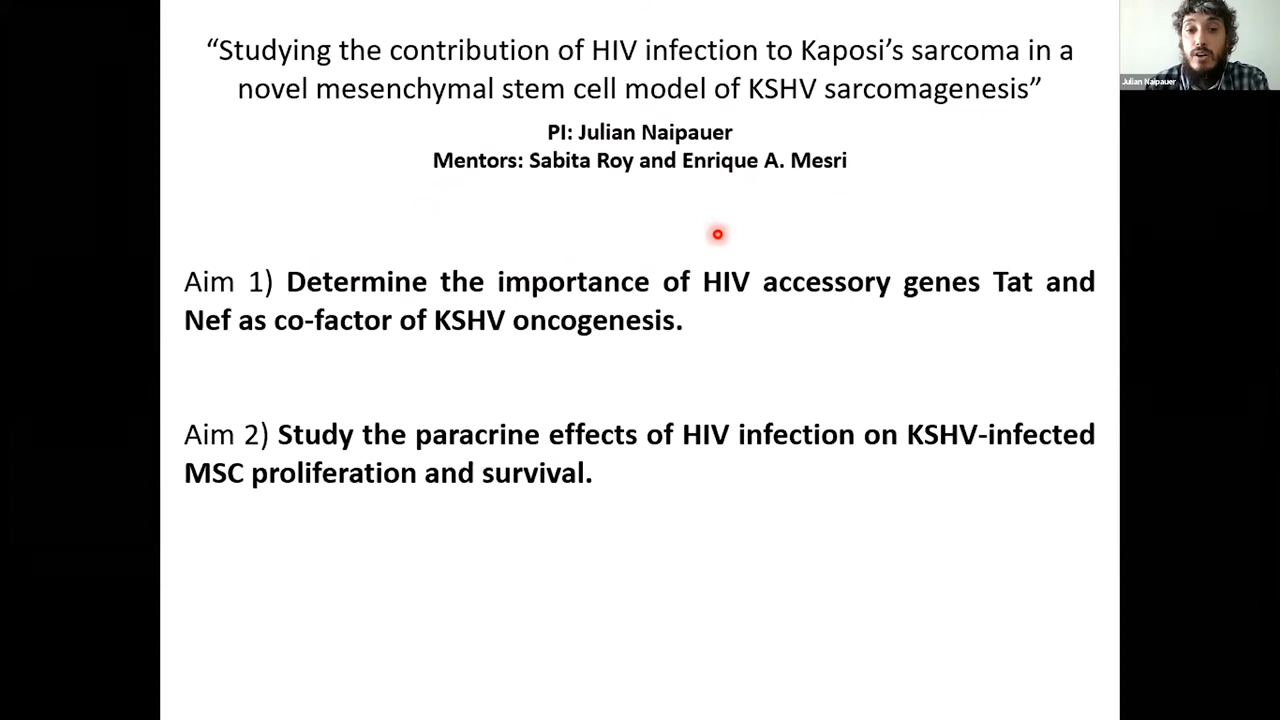 “Studying the contribution of HIV infection to Kaposi’s sarcoma in a
novel mesenchymal stem cell model of KSHV sarcomagenesis”
PI: Julian Naipauer
Mentors: Sabita Roy and Enrique A. Mesri
Julian Naipauer
Aim 1) Determine the importance of HIV accessory genes Tat and
Nef as co-factor of KSHV oncogenesis.
Aim 2) Study the paracrine effects of HIV infection on KSHV-infected
MSC proliferation and survival.